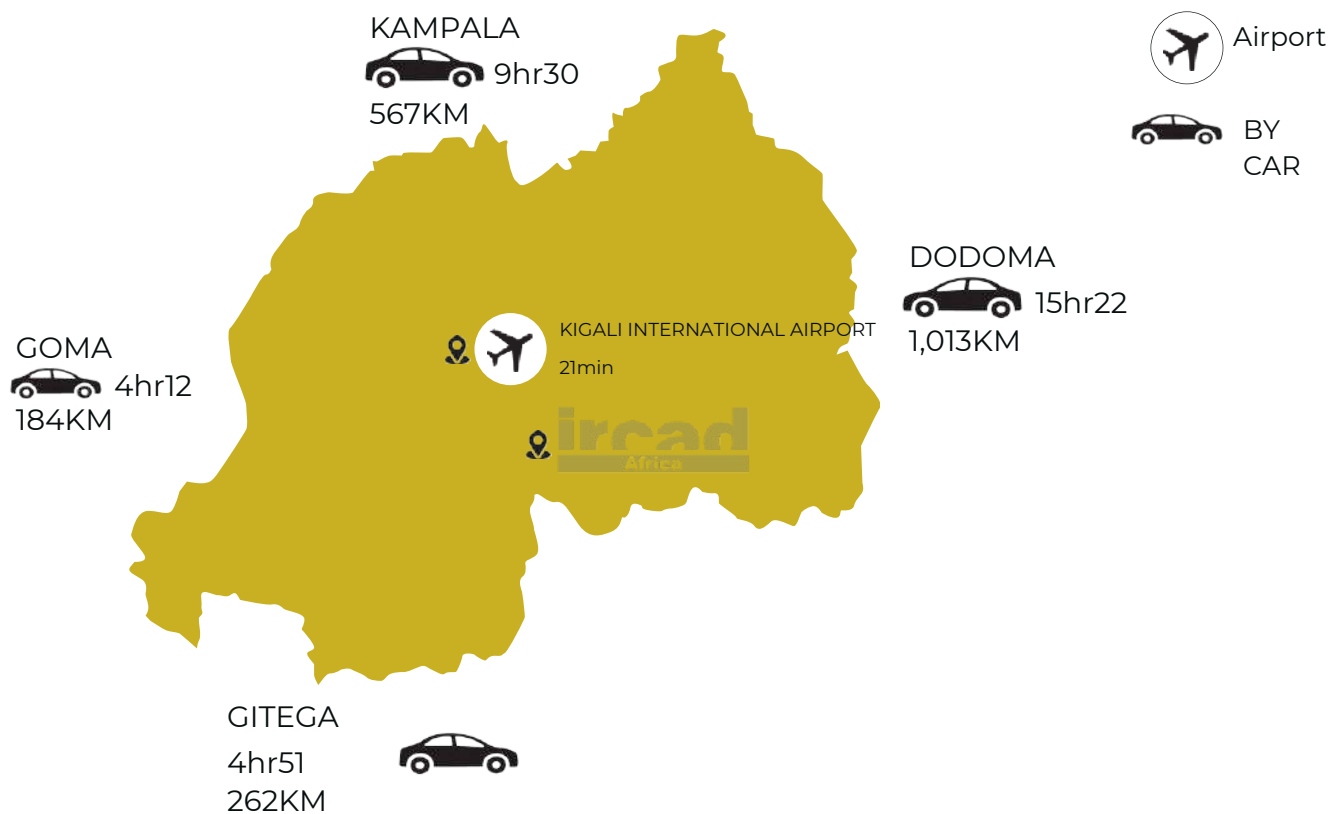 KAMPALA
9hr30
567KM
Airport
BY
CAR
DODOMA
15hr22
1,013KM
GOMA
4hr12
184KM
KIGALI INTERNATIONAL AIRPORT
21min
ircad
Africa
GITEGA
4hr51
262KM